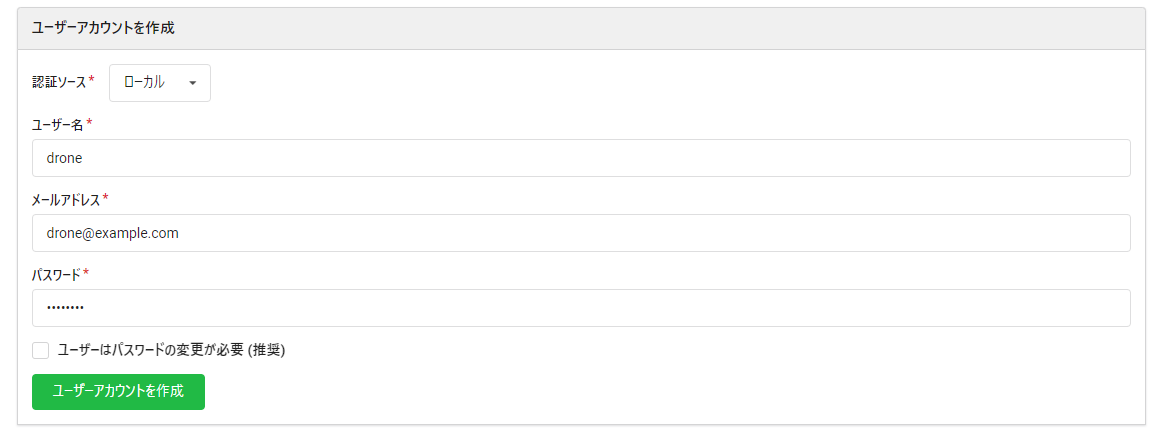 ユーザーアカウントを作成
認証ソース* ローカル
ユーザー名*
drone
メールアドレス*
drone@example.com
パスワード*
••••••••
ユーザーはパスワードの変更が必要 (推奨)
ユーザーアカウントを作成